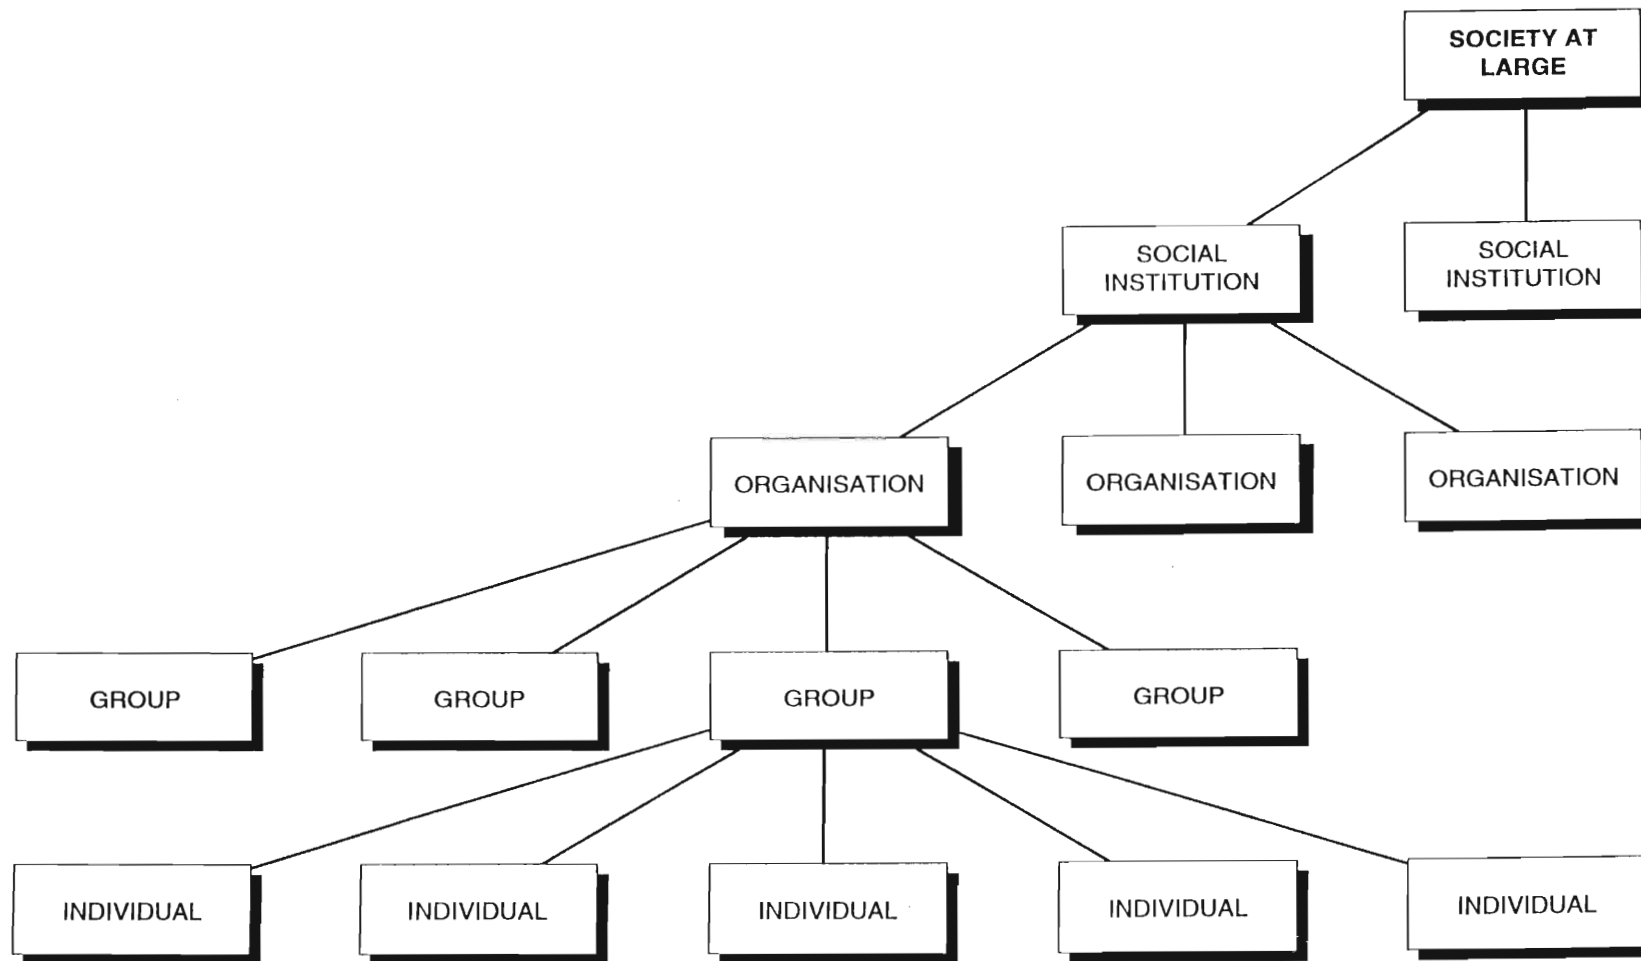 SOCIETY AT
LARGE
SOCIAL
INSTITUTION
SOCIAL
INSTITUTION
ORGANISATION
ORGANISATION
ORGANISATION
GROUP
GROUP
GROUP
GROUP
INDIVIDUAL
INDIVIDUAL
INDIVIDUAL
INDIVIDUAL
INDIVIDUAL